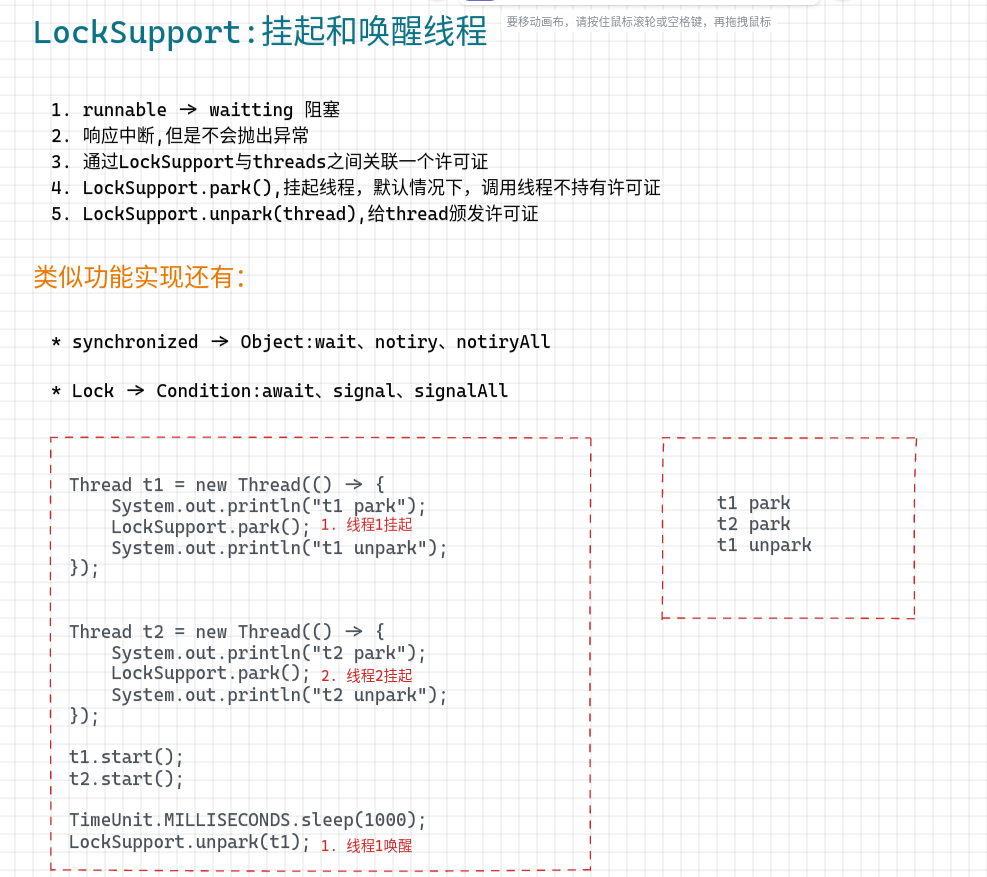 LockSupport:挂起和唤醒线程
要移动画布，请按住鼠标滚轮或空格键，再拖拽鼠标
1. runnable -> waitting 阻塞
2. 响应中断,但是不会抛出异常
3. 通过LockSupport与threads之间关联一个许可证
4. LockSupport.park(),挂起线程，默认情况下，调用线程不持有许可证
5. LockSupport.unpark(thread),给thread颁发许可证
类似功能实现还有：
* synchronized -> Object:wait、notiry、notiryAll
* Lock -> Condition:await、signal、signalAll
Thread t1 = new Thread(() -> {
System.out.println("t1 park");
LockSupport.park(); 1. 线程1挂起
System.out.println("t1 unpark");
});
Thread t2 = new Thread(() -> {
System.out.println("t2 park");
LockSupport.park(); 2. 线程2挂起
System.out.println("t2 unpark");
});
t1.start();
t2.start();
TimeUnit.MILLISECONDS.sleep(1000);
LockSupport.unpark(t1); 1. 线程1唤醒
t1 park
t2 park
t1 unpark